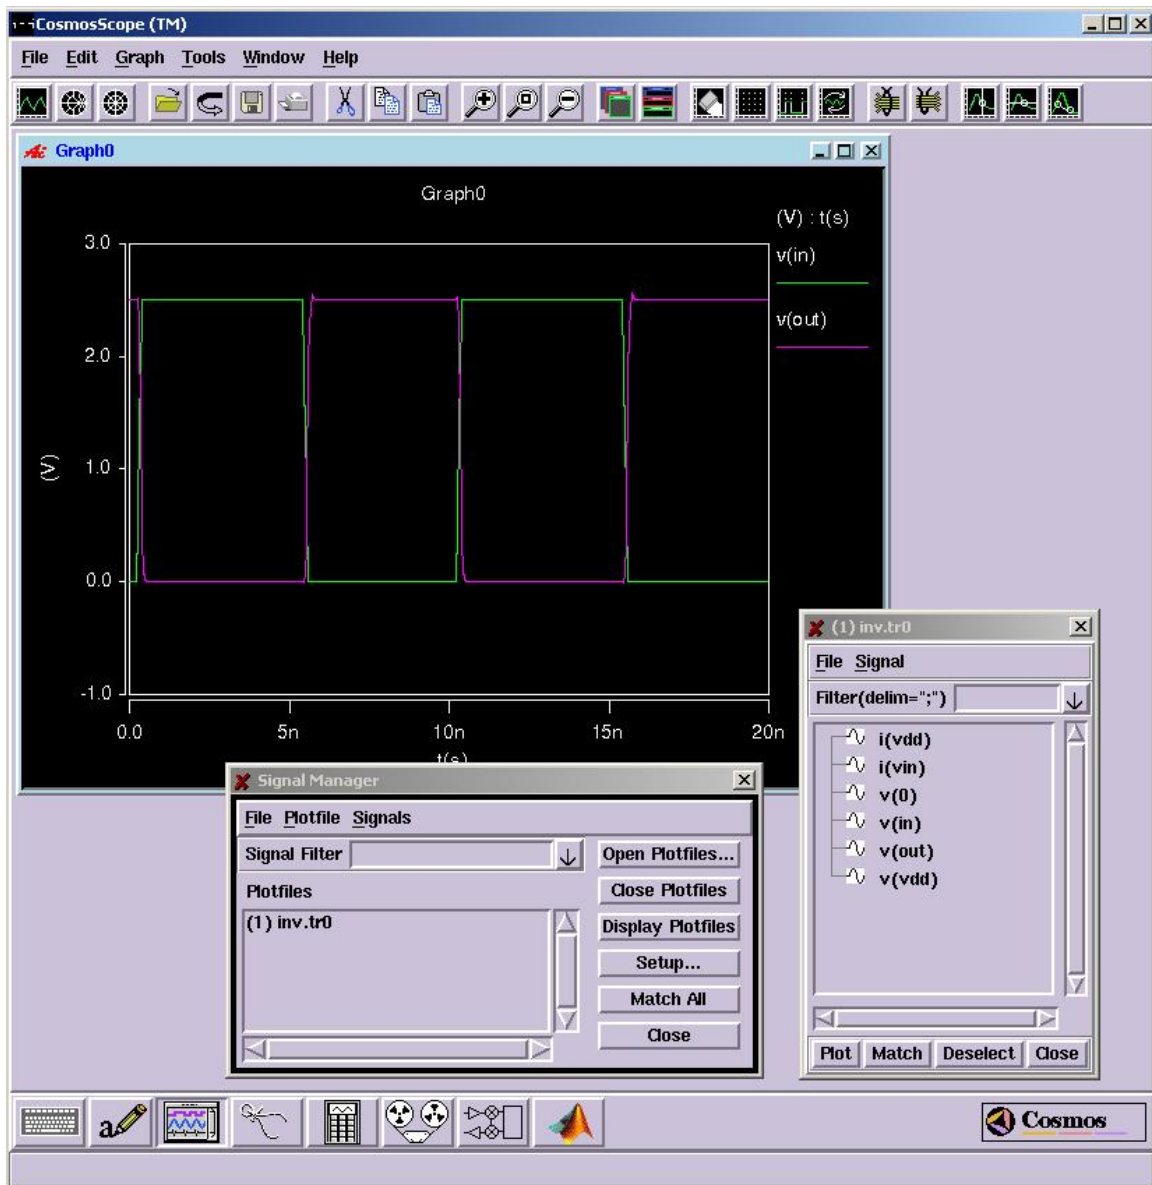 CosmosScope (TM)
File Edit Graph Tools Window Help
Graph0
Graph0
(V) : t(s)
v(in)
v(out)
3.0
2.0
1.0
0.0
-1.0
(V)
0.0 5n 10n 15n 20n
t(s)
(1) inv.tr0
File Signal
Filter(delim=";")
i(vdd)
i(vin)
v(0)
v(in)
v(out)
v(vdd)
Plot Match Deselect Close
Signal Manager
File Plotfile Signals
Signal Filter
Open Plotfiles...
Plotfiles
Close Plotfiles
(1) inv.tr0
Display Plotfiles
Setup...
Match All
Close
a
Cosmos